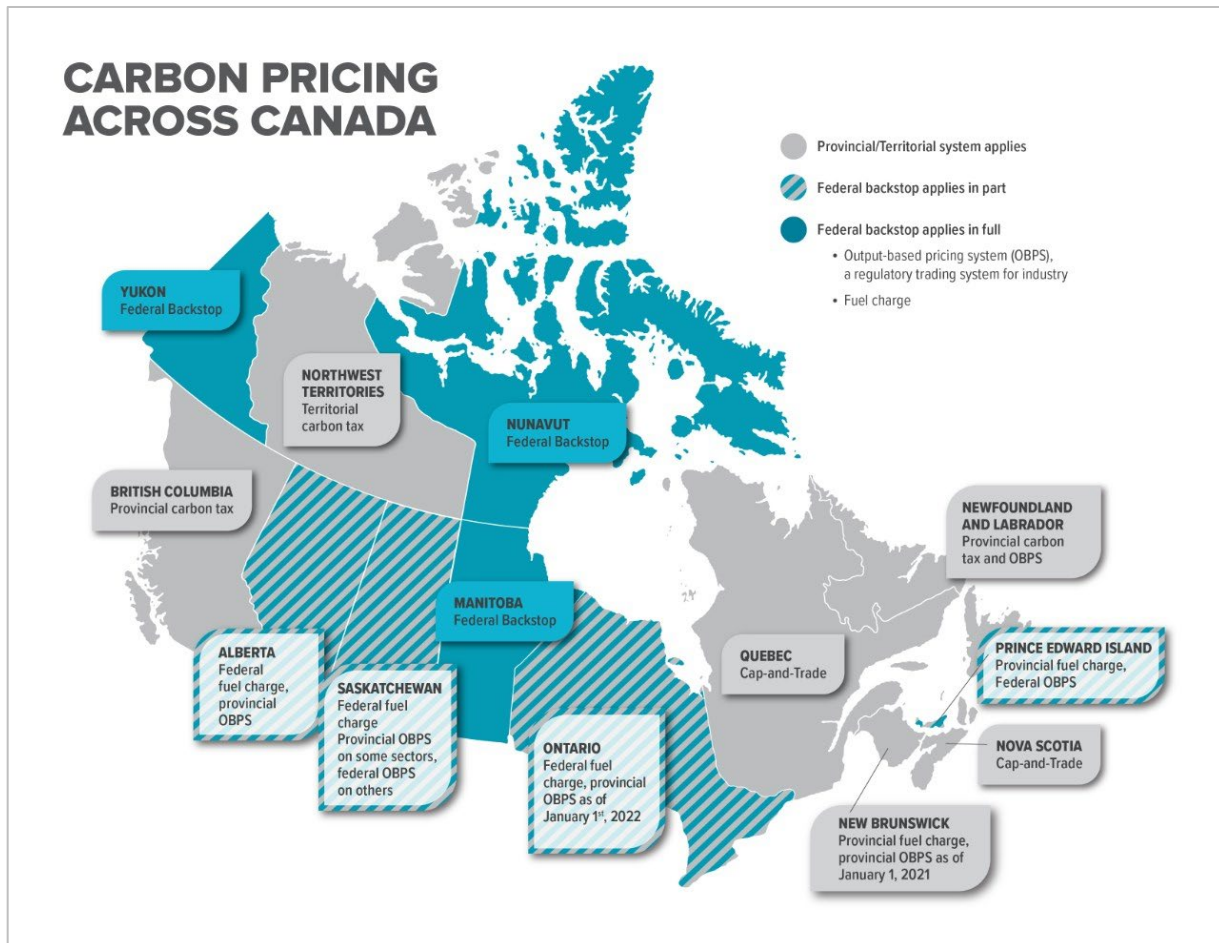 CARBON PRICING
ACROSS CANADA
Provincial/Territorial system applies
Federal backstop applies in part
Federal backstop applies in full
• Output-based pricing system (OBPS),
a regulatory trading system for industry
• Fuel charge
YUKON
Federal Backstop
NORTHWEST
TERRITORIES
Territorial
carbon tax
NUNAVUT
Federal Backstop
BRITISH COLUMBIA
Provincial carbon tax
NEWFOUNDLAND
AND LABRADOR
Provincial carbon
tax and OBPS
MANITOBA
Federal Backstop
ALBERTA
Federal
fuel charge,
provincial
OBPS
SASKATCHEWAN
Federal fuel
charge
Provincial OBPS
on some sectors,
federal OBPS
on others
ONTARIO
Federal fuel
charge, provincial
OBPS as of
January 1st, 2022
QUEBEC
Cap-and-Trade
PRINCE EDWARD ISLAND
Provincial fuel charge,
Federal OBPS
NOVA SCOTIA
Cap-and-Trade
NEW BRUNSWICK
Provincial fuel charge,
provincial OBPS as of
January 1, 2021